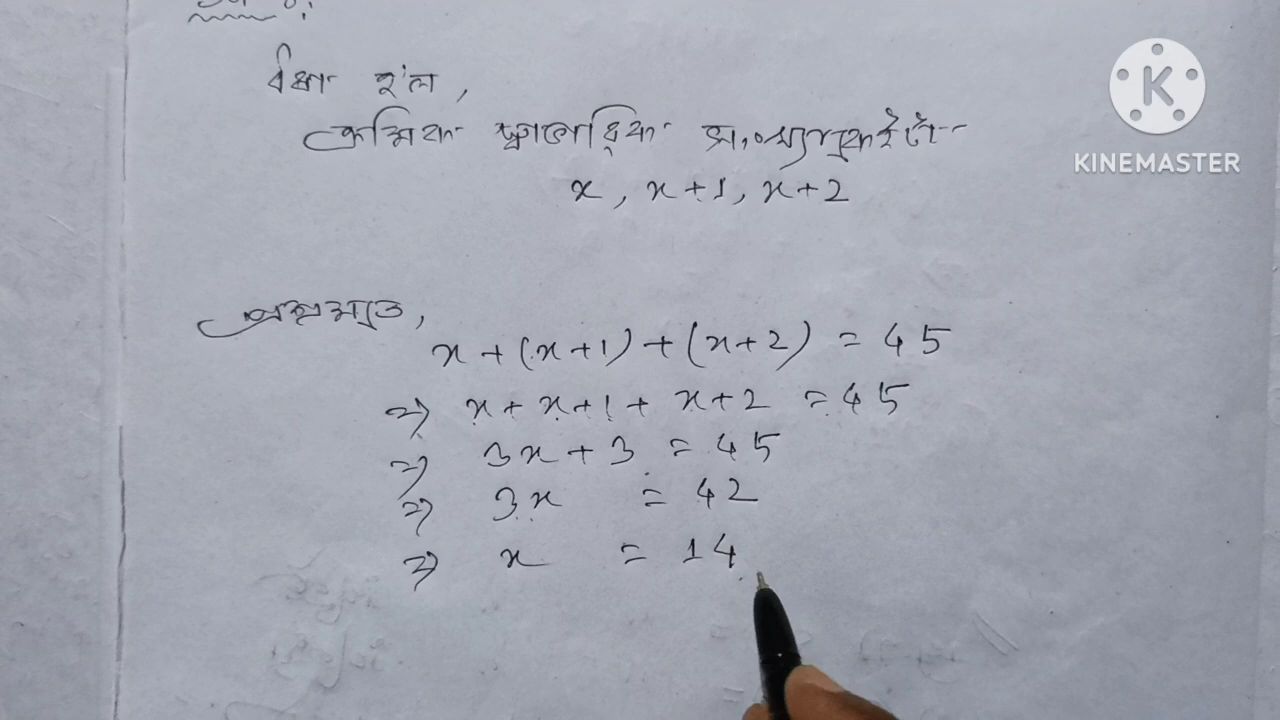 ধৰা হ'ল,
ক্ৰমিক স্বাভাৱিক সংখ্যাকেইটা
x, x+1, x+2
প্ৰশ্নমতে,
x + (x+1) + (x+2) = 45
⇒ x + x+1 + x+2 = 45
⇒ 3x + 3 = 45
⇒ 3x = 42
⇒ x = 14
K
KINEMASTER